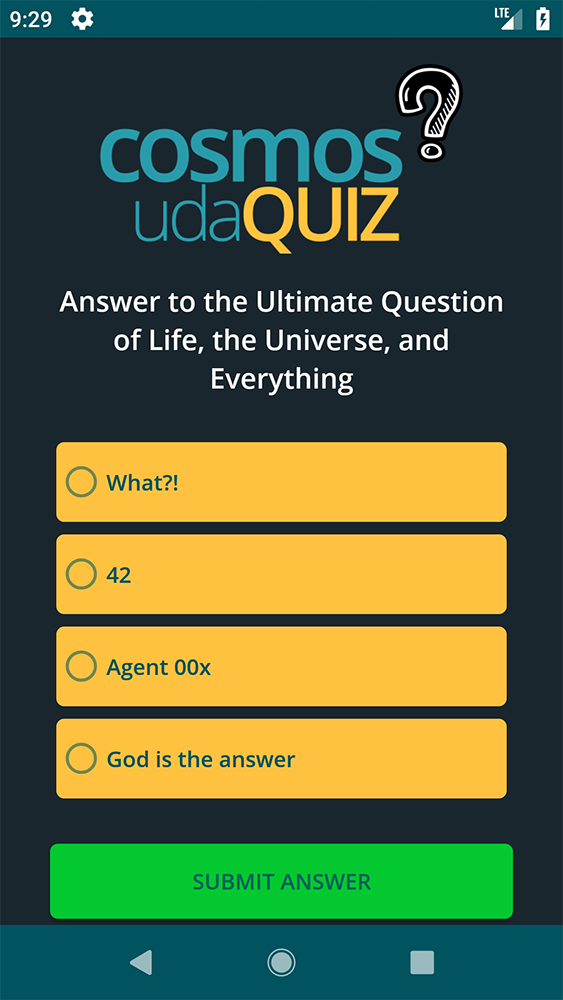 9:29
LTE
?
cosmos
udaQUIZ
Answer to the Ultimate Question
of Life, the Universe, and
Everything
What?!
42
Agent 00x
God is the answer
SUBMIT ANSWER